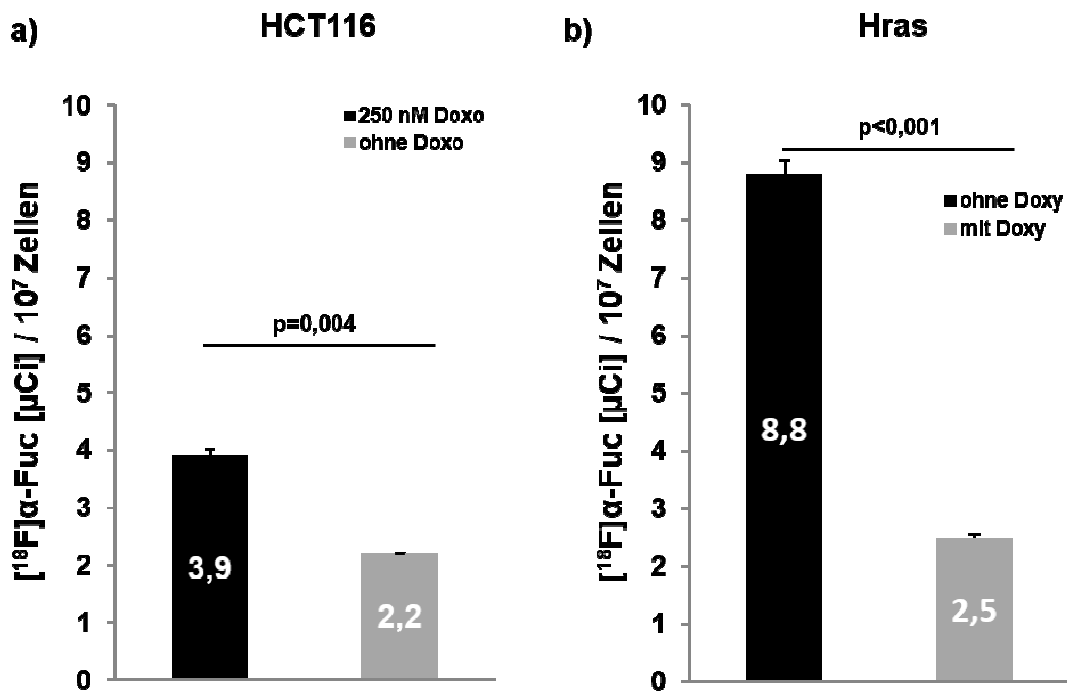 a)
HCT116
[¹⁸F]α-Fuc [µCi] / 10⁷ Zellen
10
9
8
7
6
5
4
3
2
1
0
250 nM Doxo
ohne Doxo
p=0,004
3,9
2,2
b)
Hras
[¹⁸F]α-Fuc [µCi] / 10⁷ Zellen
10
9
8
7
6
5
4
3
2
1
0
p<0,001
ohne Doxy
mit Doxy
8,8
2,5